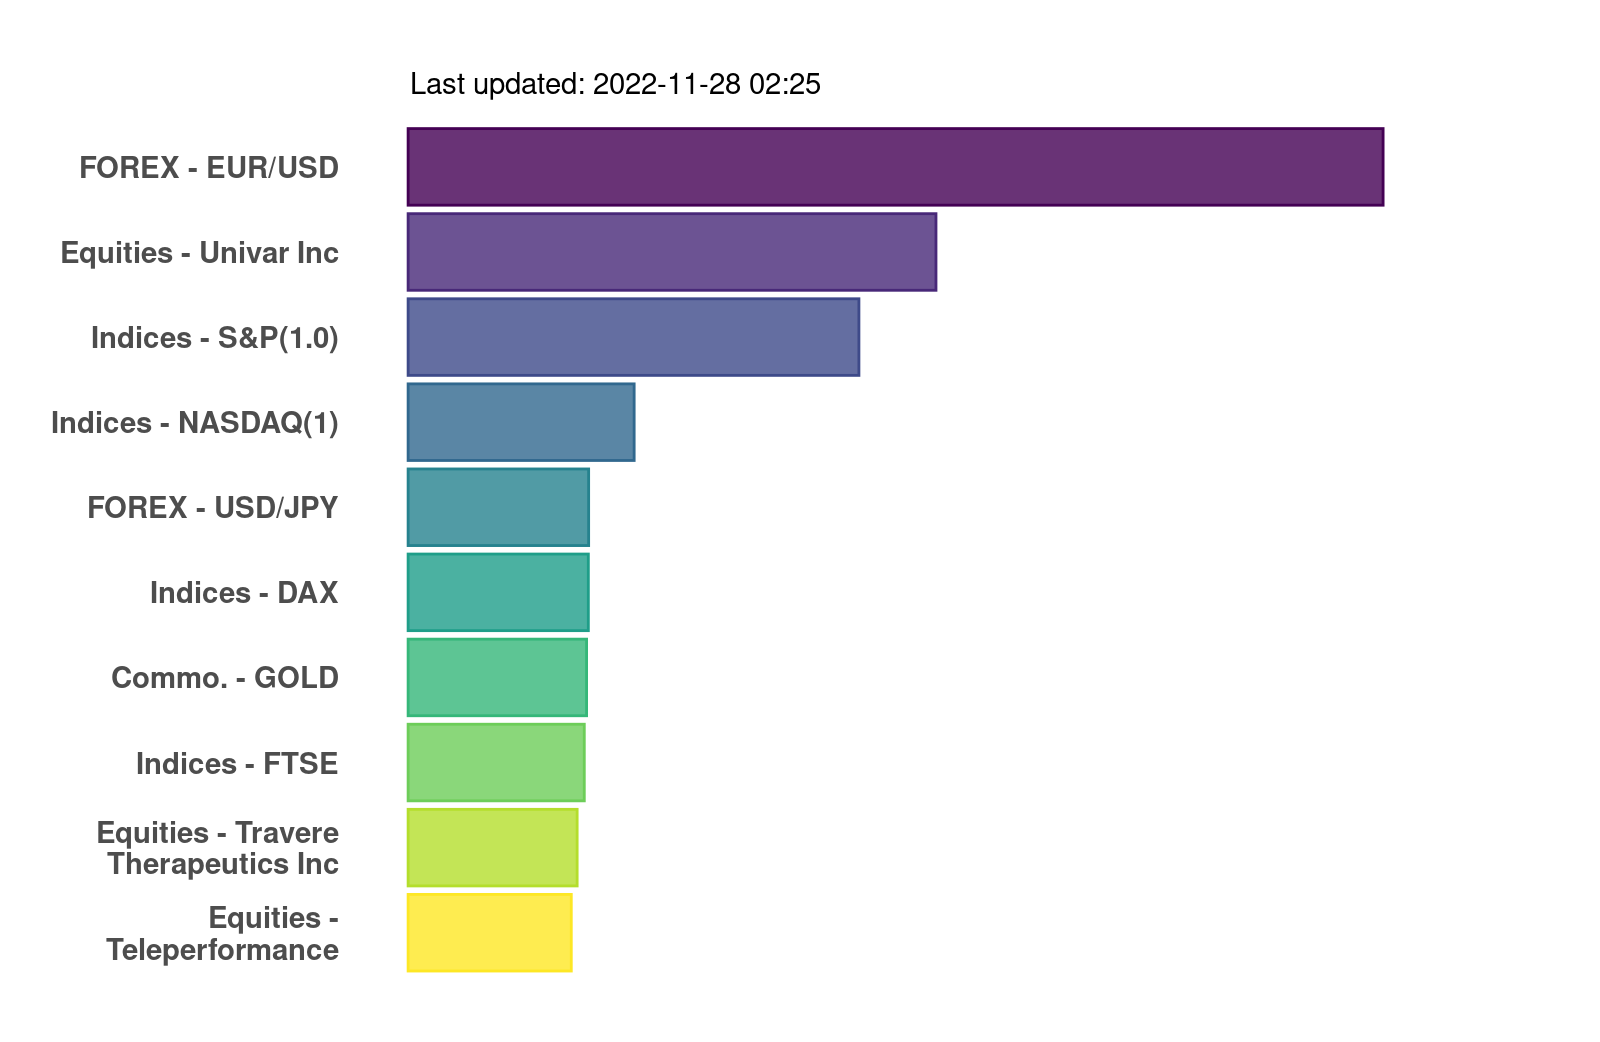 Last updated: 2022-11-28 02:25
FOREX - EUR/USD
Equities - Univar Inc
Indices - S&P(1.0)
Indices - NASDAQ(1)
FOREX - USD/JPY
Indices - DAX
Commo. - GOLD
Indices - FTSE
Equities - Travere
Therapeutics Inc
Equities -
Teleperformance